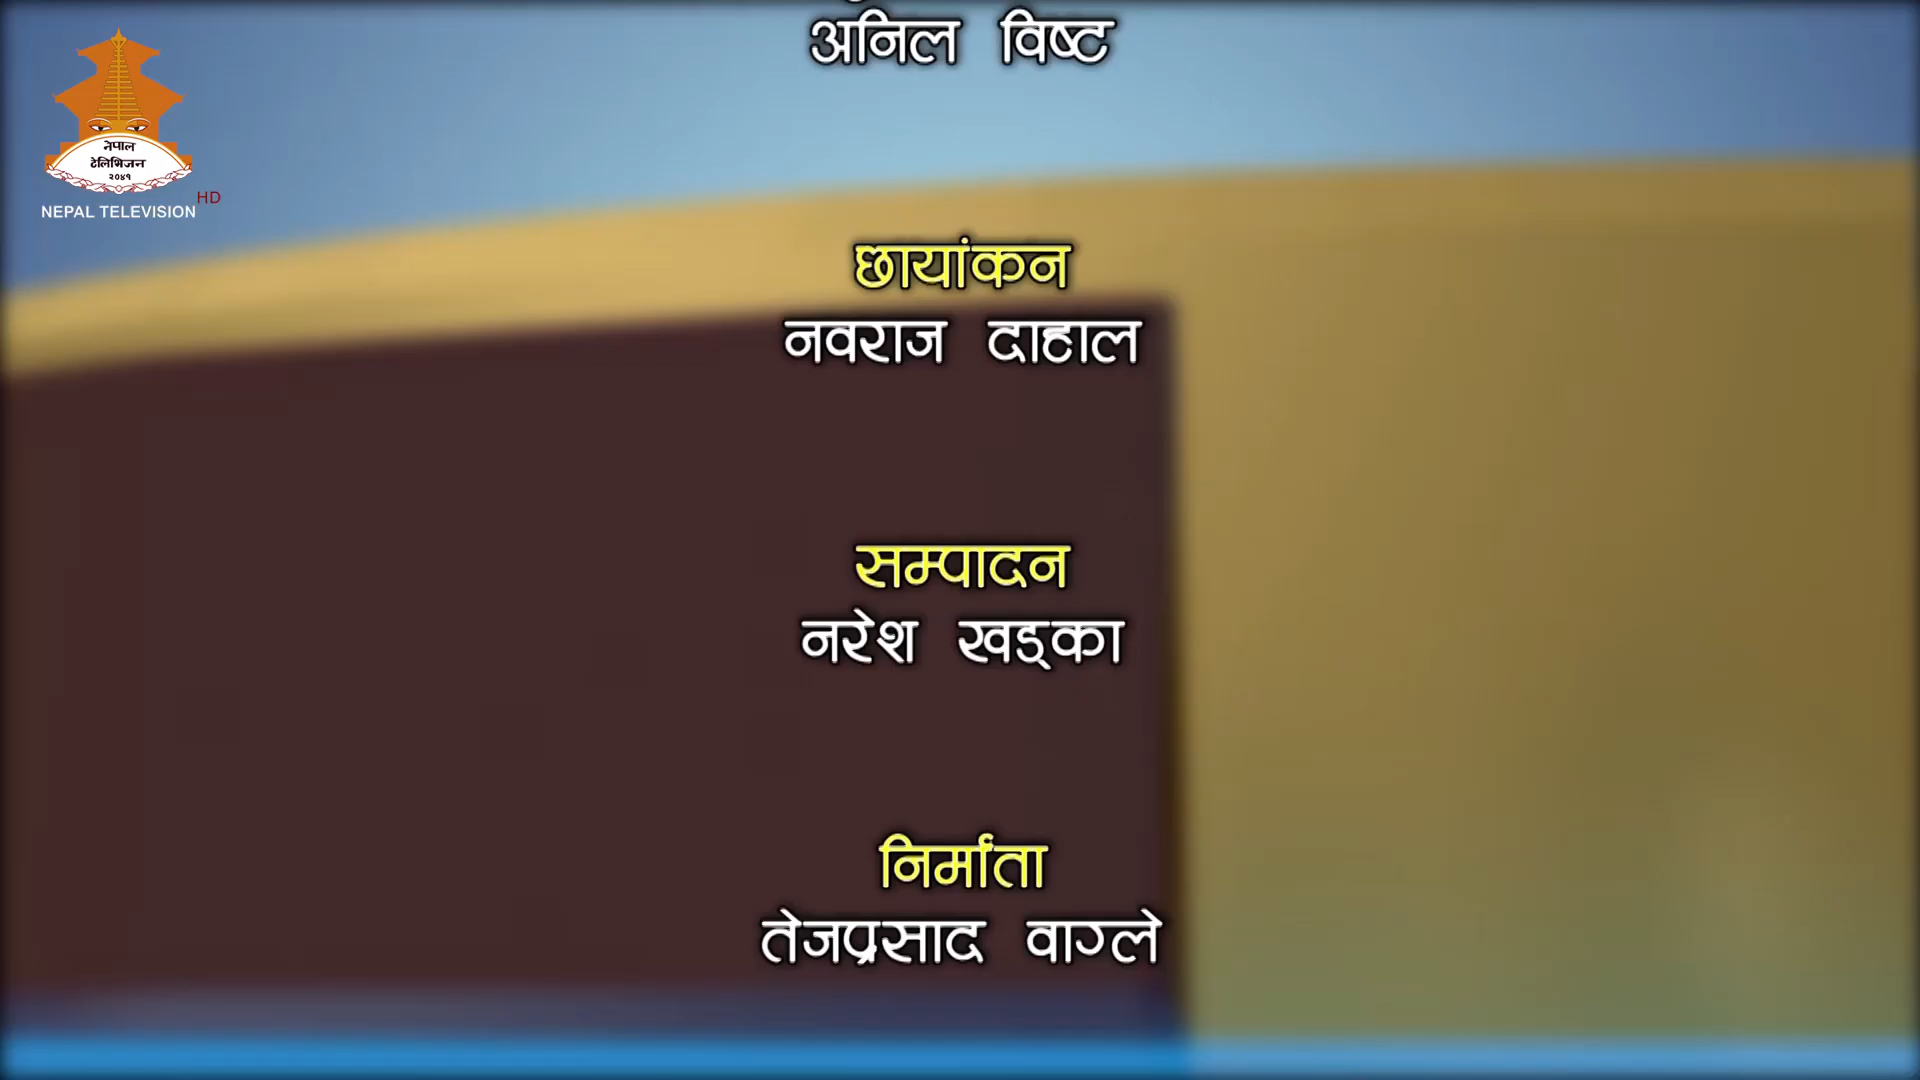 अनिल विष्ट
नेपाल
टेलिभिजन
२०४१
HD
NEPAL TELEVISION
छायांकन
नवराज दाहाल
सम्पादन
नरेश खड्का
निर्माता
तेजप्रसाद वाग्ले